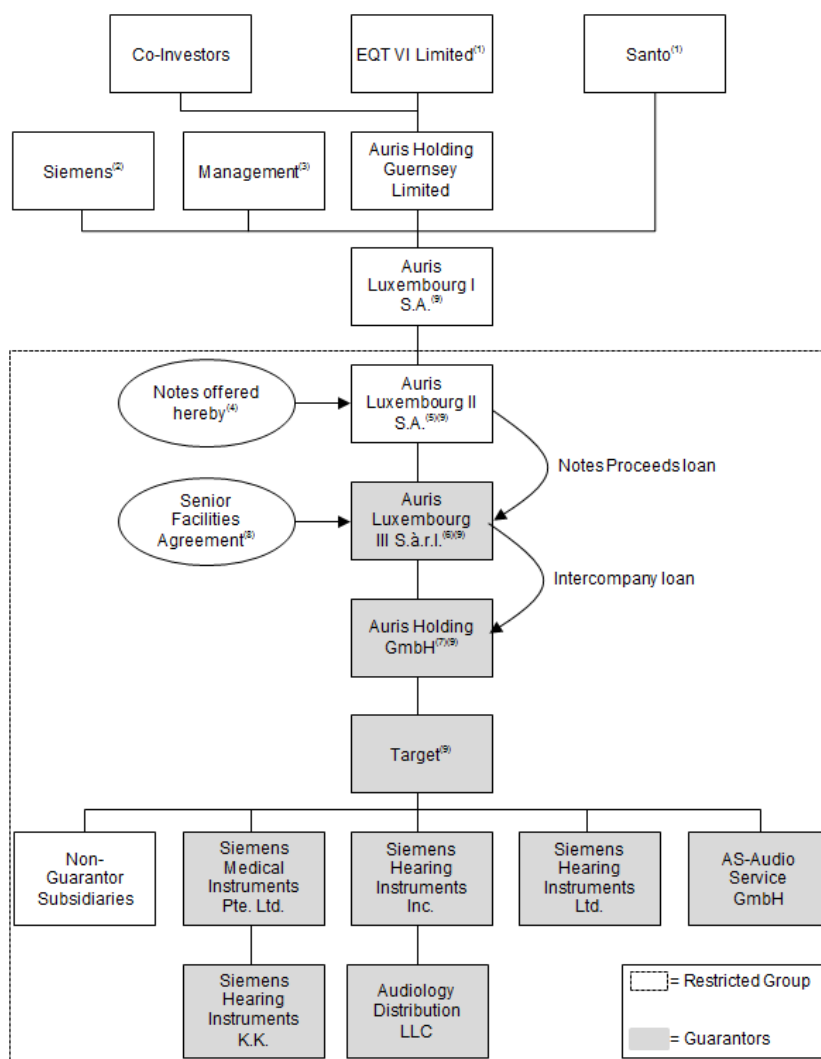 Co-Investors
EQT VI Limited(1)
Santo(1)
Siemens(2)
Management(3)
Auris Holding
Guernsey
Limited
Auris
Luxembourg I
S.A.(9)
Notes offered
hereby(4)
Auris
Luxembourg II
S.A.(5)(9)
Notes Proceeds loan
Senior
Facilities
Agreement(8)
Auris
Luxembourg
III S.à.r.l.(6)(9)
Intercompany loan
Auris Holding
GmbH(7)(9)
Target(9)
Non-
Guarantor
Subsidiaries
Siemens
Medical
Instruments
Pte. Ltd.
Siemens
Hearing
Instruments
Inc.
Siemens
Hearing
Instruments
Ltd.
AS-Audio
Service
GmbH
Siemens
Hearing
Instruments
K.K.
Audiology
Distribution
LLC
= Restricted Group
= Guarantors